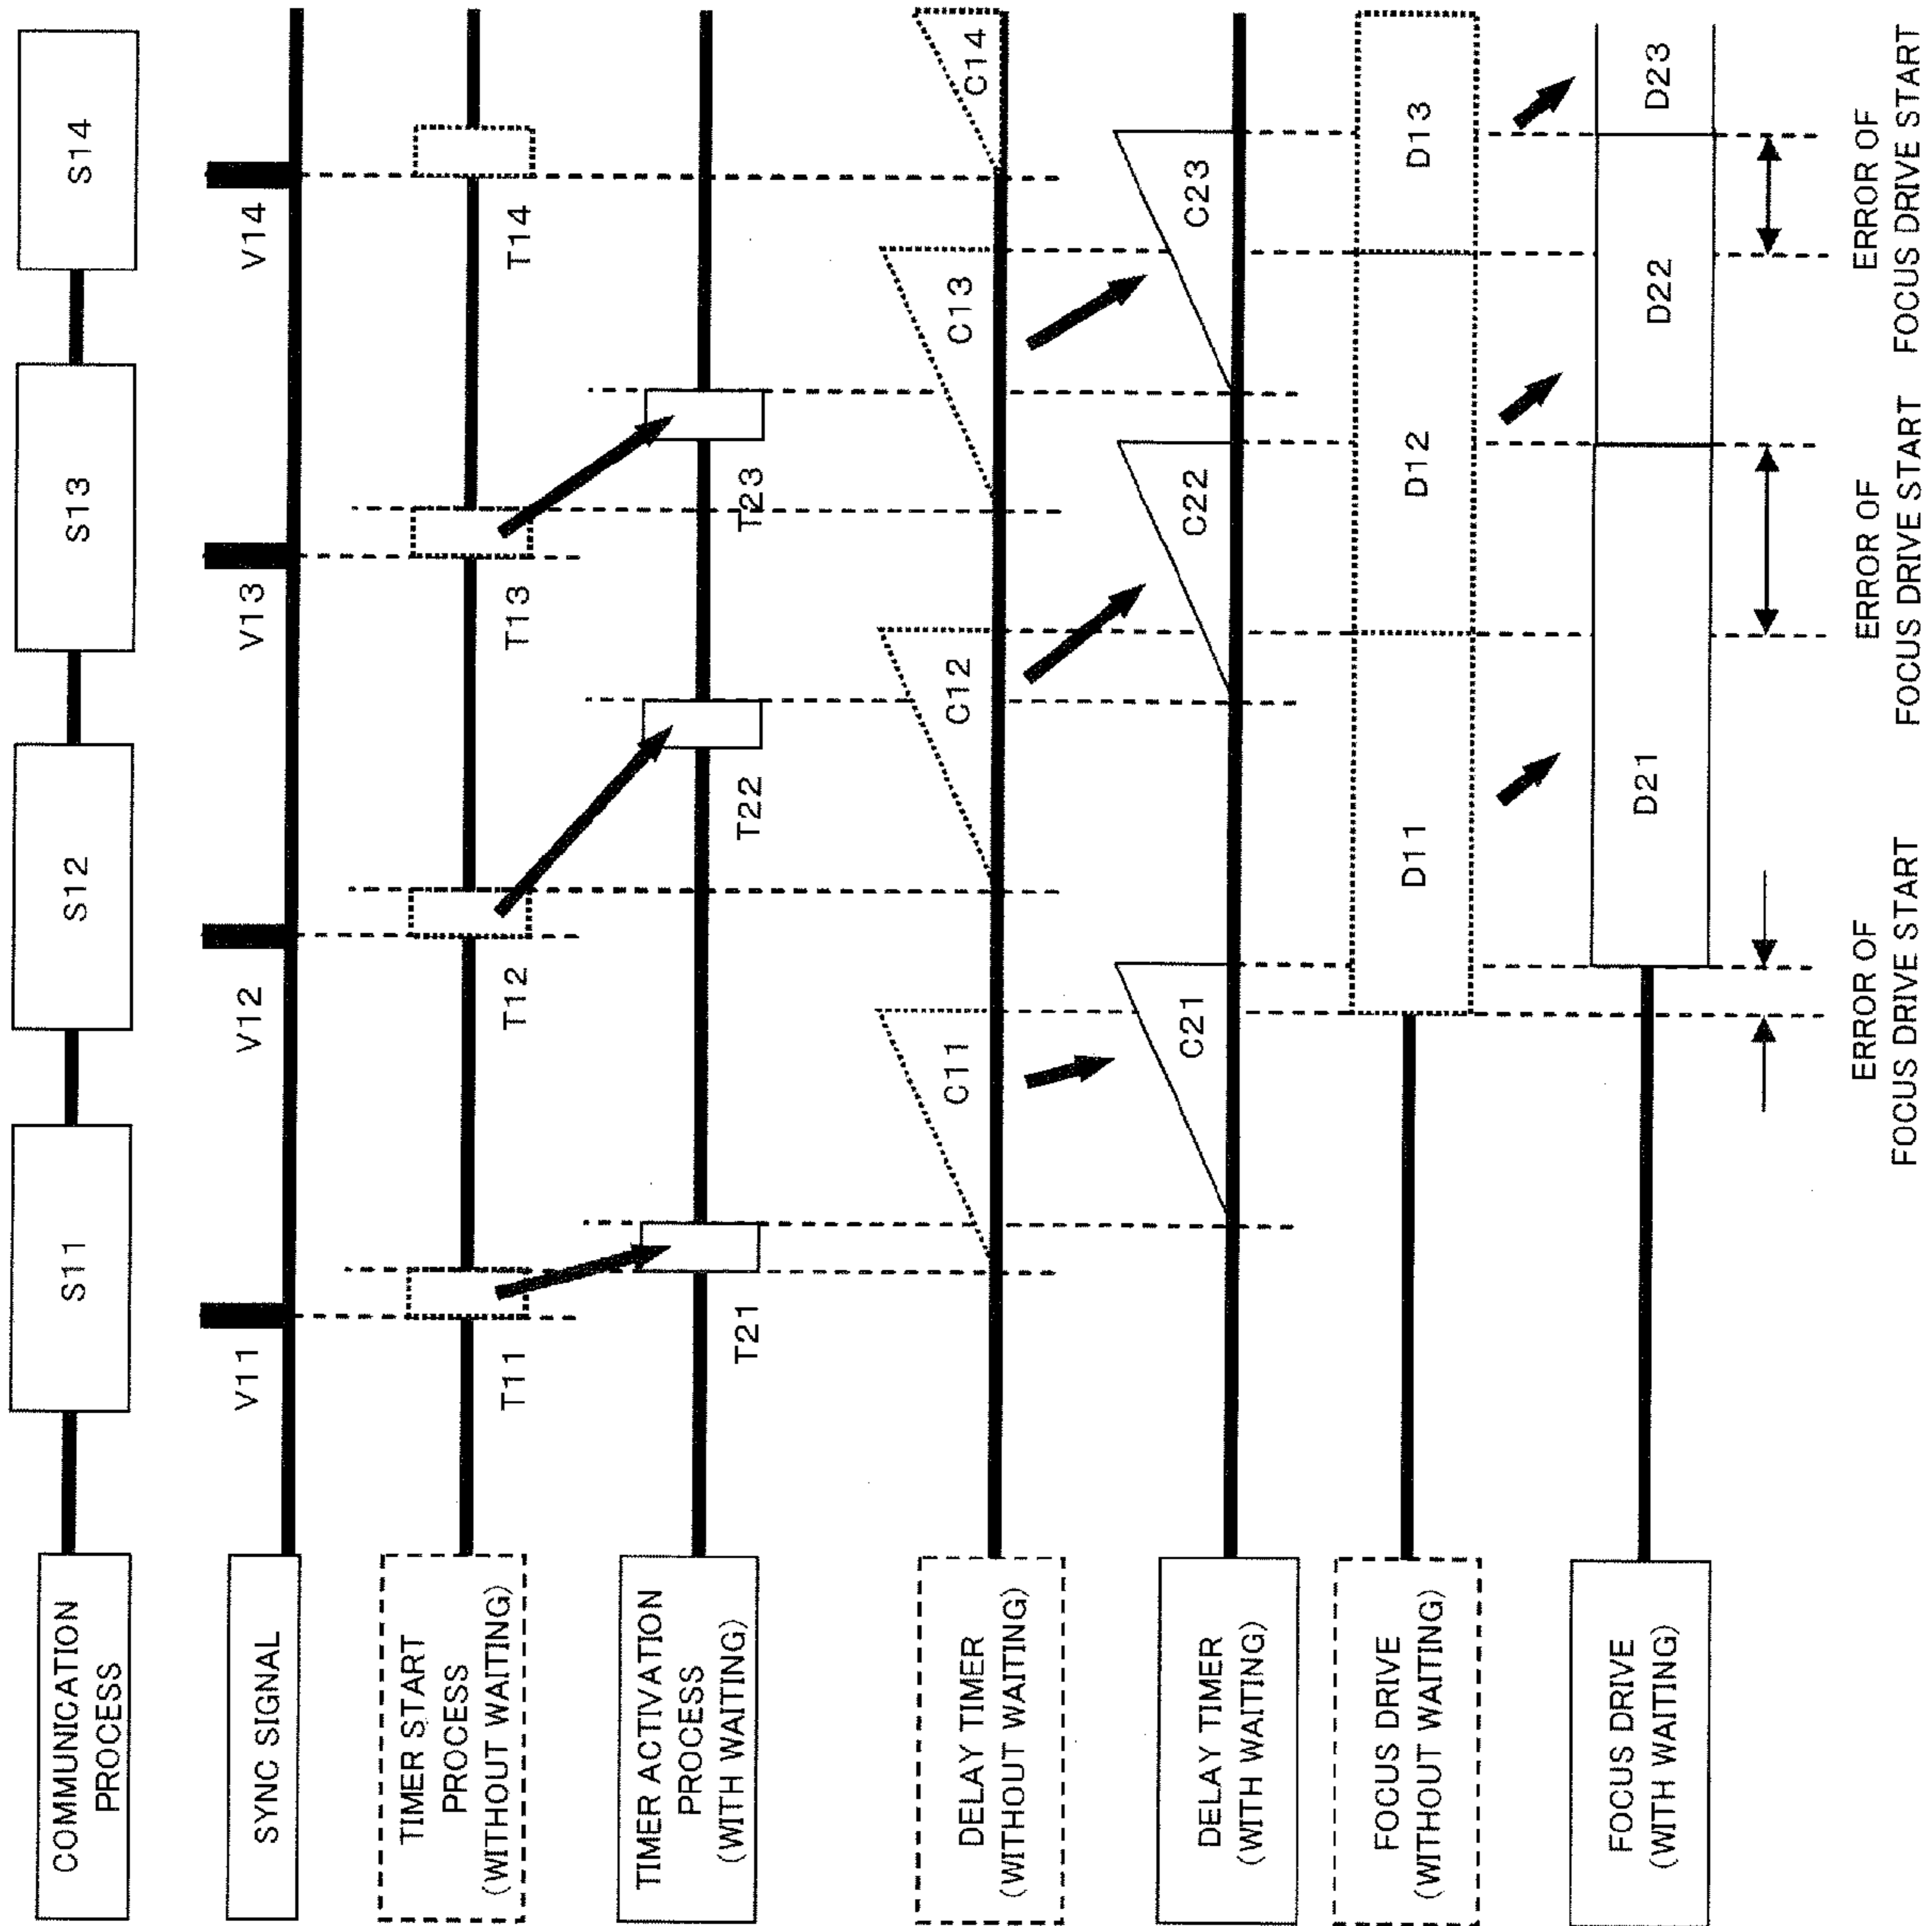 COMMUNICATION
PROCESS
S11
S12
S13
S14
SYNC SIGNAL
V11
V12
V13
V14
TIMER START
PROCESS
(WITHOUT WAITING)
T11
T12
T13
T14
TIMER ACTIVATION
PROCESS
(WITH WAITING)
T21
T22
T23
DELAY TIMER
(WITHOUT WAITING)
C11
C12
C13
C14
DELAY TIMER
(WITH WAITING)
C21
C22
C23
FOCUS DRIVE
(WITHOUT WAITING)
D11
D12
D13
FOCUS DRIVE
(WITH WAITING)
D21
D22
D23
ERROR OF
FOCUS DRIVE START
ERROR OF
FOCUS DRIVE START
ERROR OF
FOCUS DRIVE START